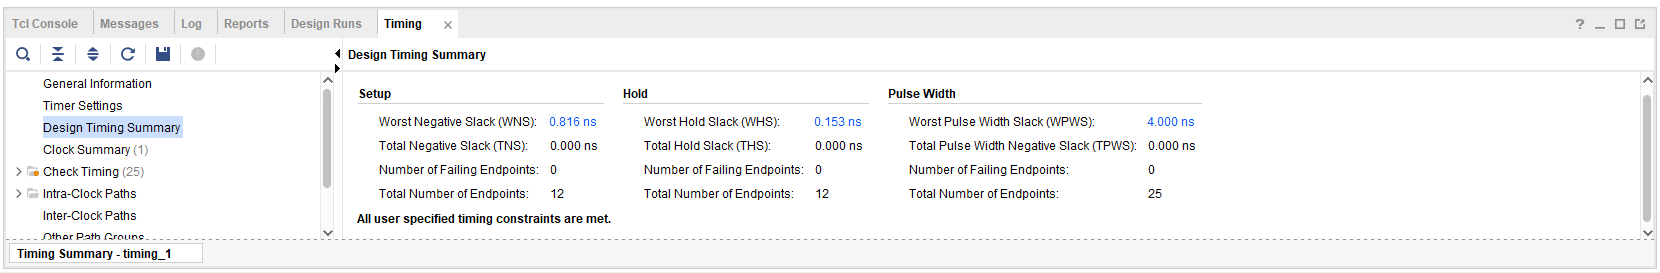 Tcl Console Messages Log Reports Design Runs Timing ×
?
Design Timing Summary
General Information
Timer Settings
Design Timing Summary
Clock Summary (1)
Check Timing (25)
Intra-Clock Paths
Inter-Clock Paths
Other Path Groups
Setup Hold Pulse Width
Worst Negative Slack (WNS): 0.816 ns Worst Hold Slack (WHS): 0.153 ns Worst Pulse Width Slack (WPWS): 4.000 ns
Total Negative Slack (TNS): 0.000 ns Total Hold Slack (THS): 0.000 ns Total Pulse Width Negative Slack (TPWS): 0.000 ns
Number of Failing Endpoints: 0 Number of Failing Endpoints: 0 Number of Failing Endpoints: 0
Total Number of Endpoints: 12 Total Number of Endpoints: 12 Total Number of Endpoints: 25
All user specified timing constraints are met.
Timing Summary - timing_1